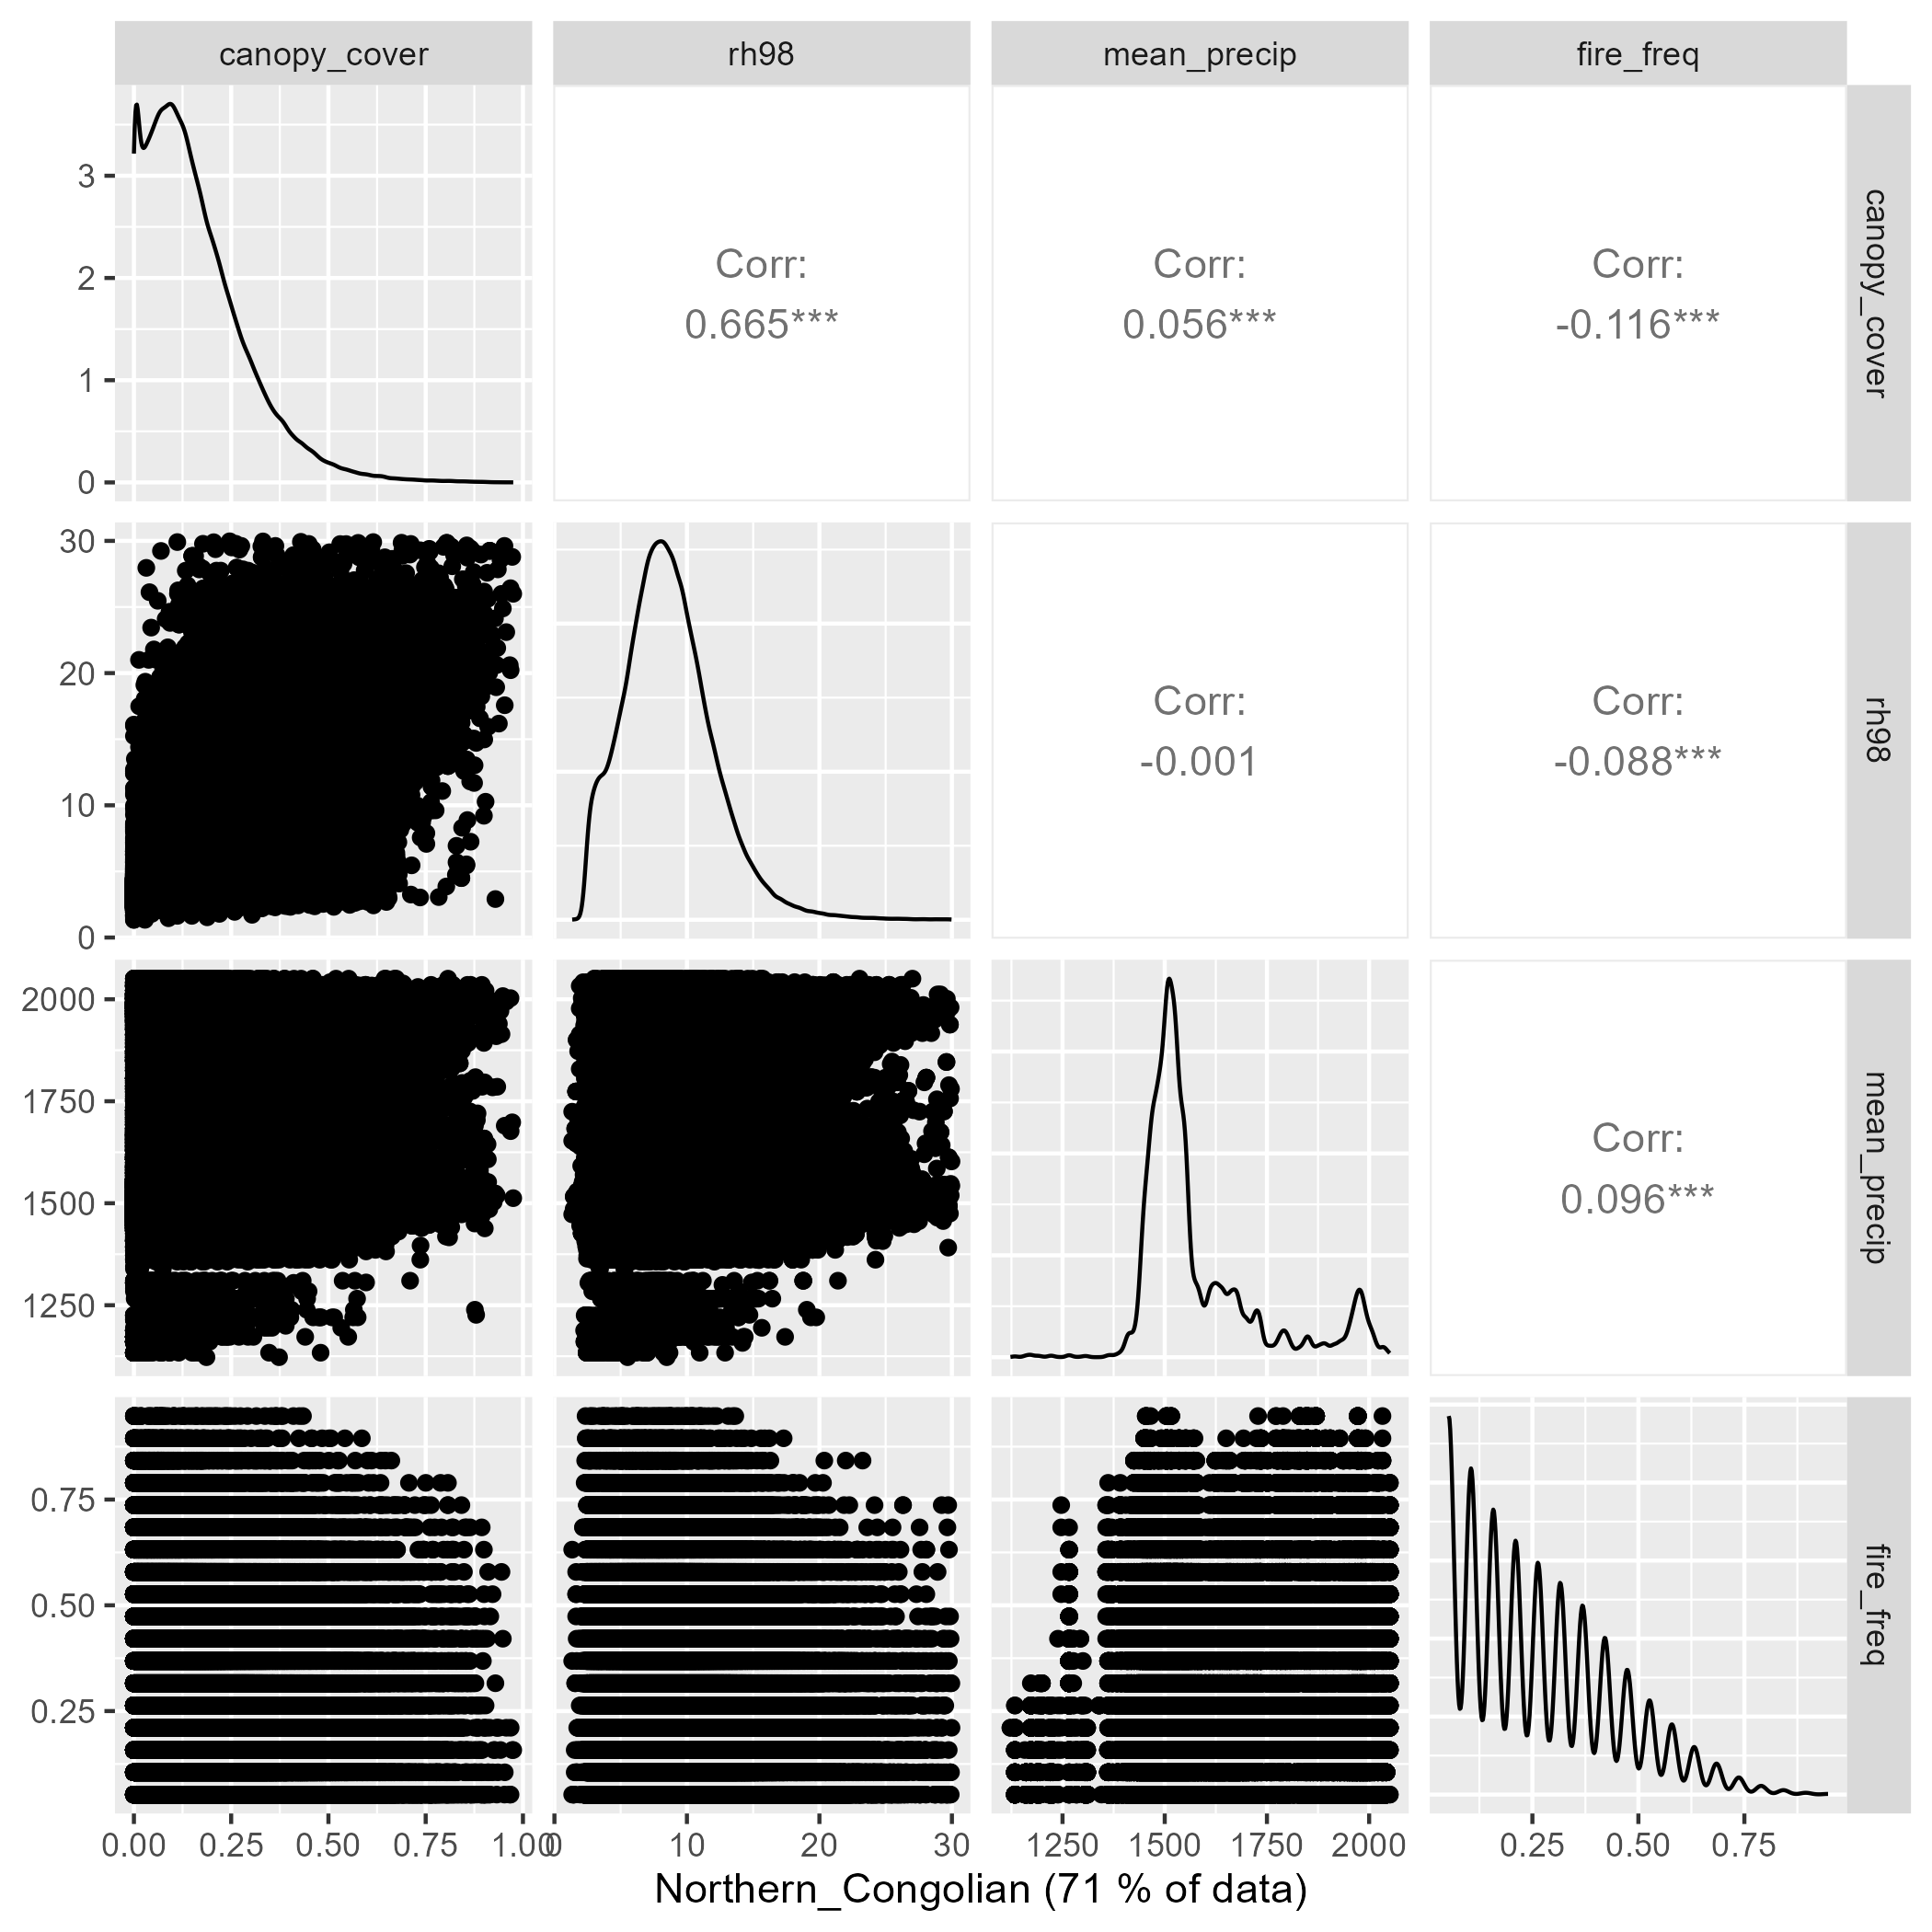 canopy_cover rh98 mean_precip fire_freq
3
2
1
0
Corr:
0.665***
Corr:
0.056***
Corr:
-0.116***
canopy_cover
30
20
10
0
Corr:
-0.001
Corr:
-0.088***
rh98
2000
1750
1500
1250
Corr:
0.096***
mean_precip
0.75
0.50
0.25
fire_freq
0.00 0.25 0.50 0.75 1.00
0 10 20 30
1250 1500 1750 2000
0.25 0.50 0.75
Northern_Congolian (71 % of data)